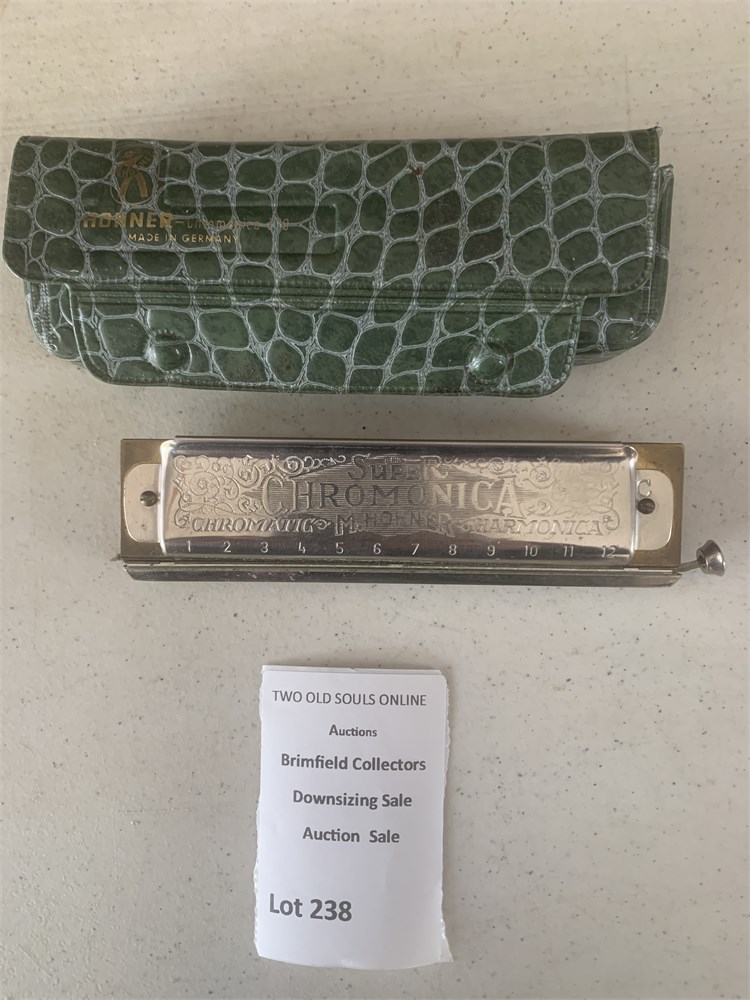 HOHNER
MADE IN GERMANY
SUPER
CHROMONICA
CHROMATIC M. HOHNER HARMONICA
C
1 2 3 4 5 6 7 8 9 10 11 12
TWO OLD SOULS ONLINE
Auctions
Brimfield Collectors
Downsizing Sale
Auction Sale
Lot 238